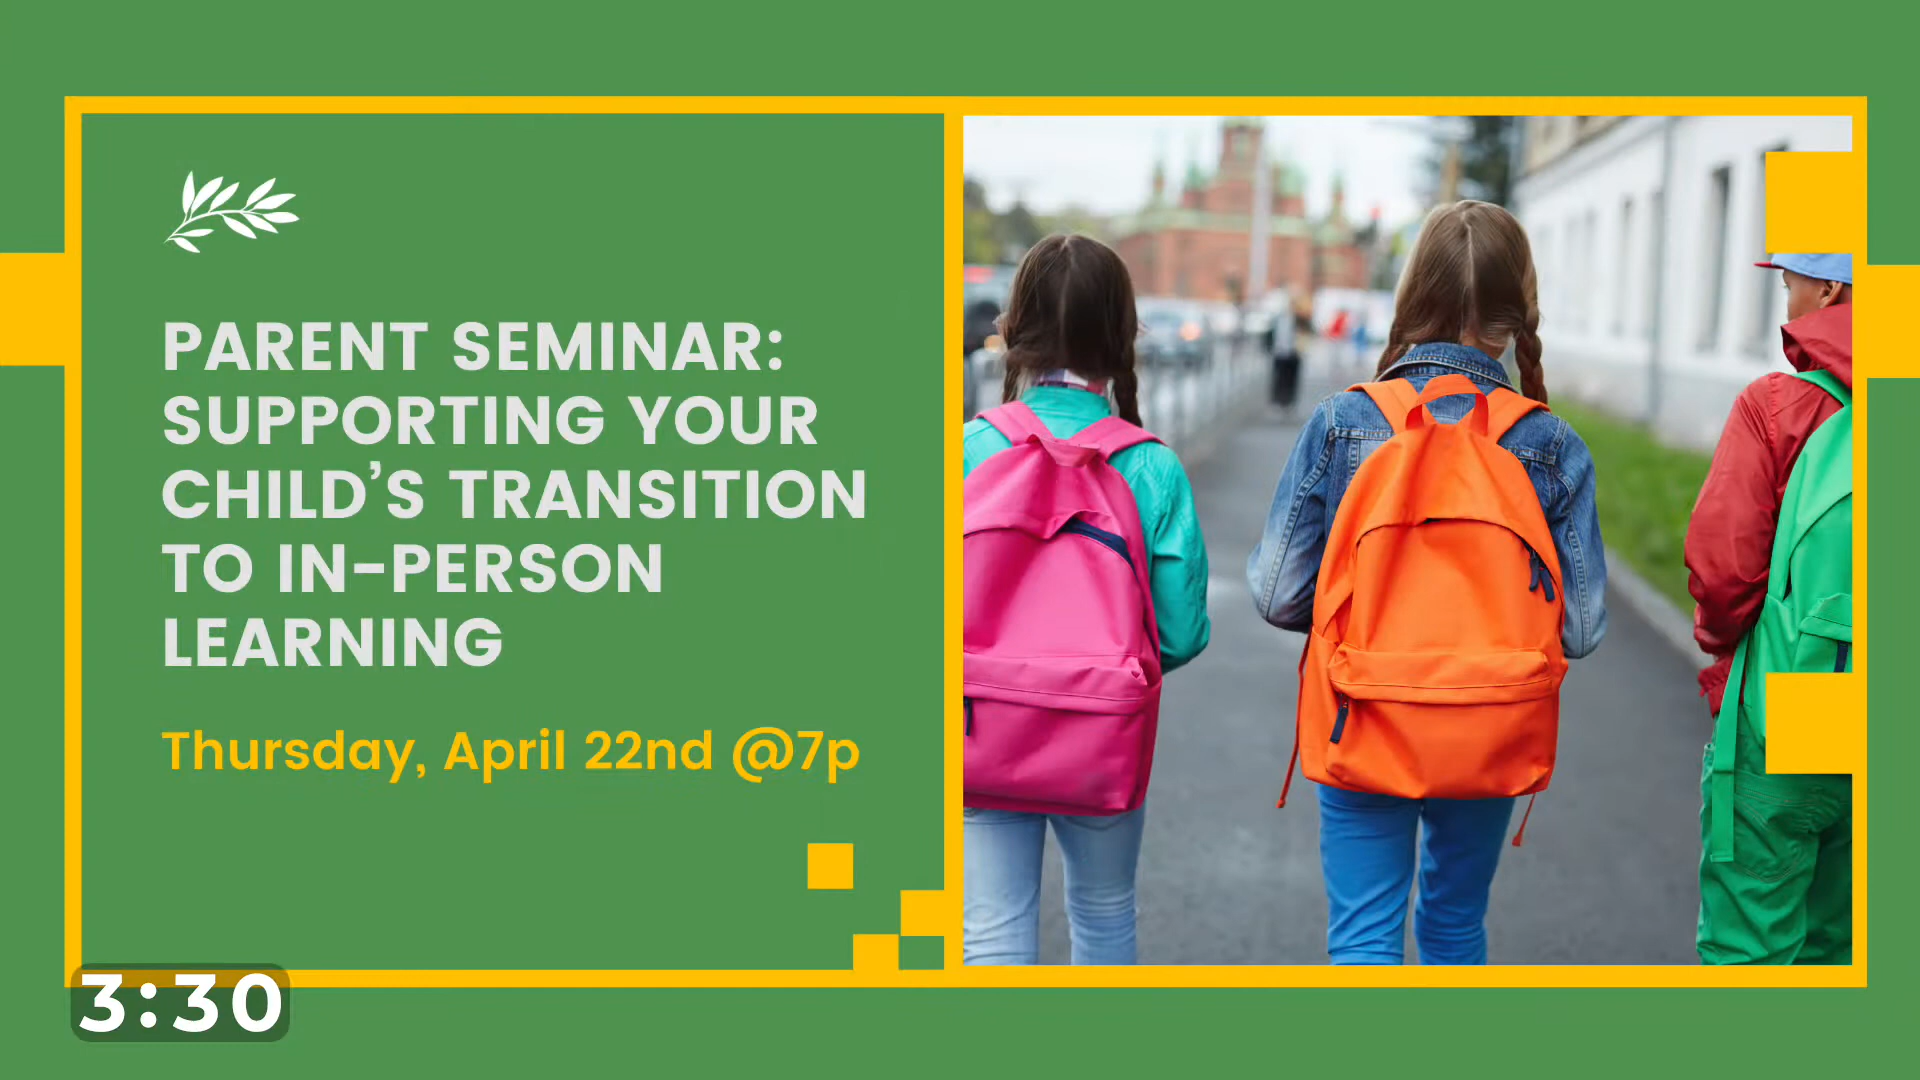 PARENT SEMINAR:
SUPPORTING YOUR
CHILD’S TRANSITION
TO IN-PERSON
LEARNING
Thursday, April 22nd @7p
3:30